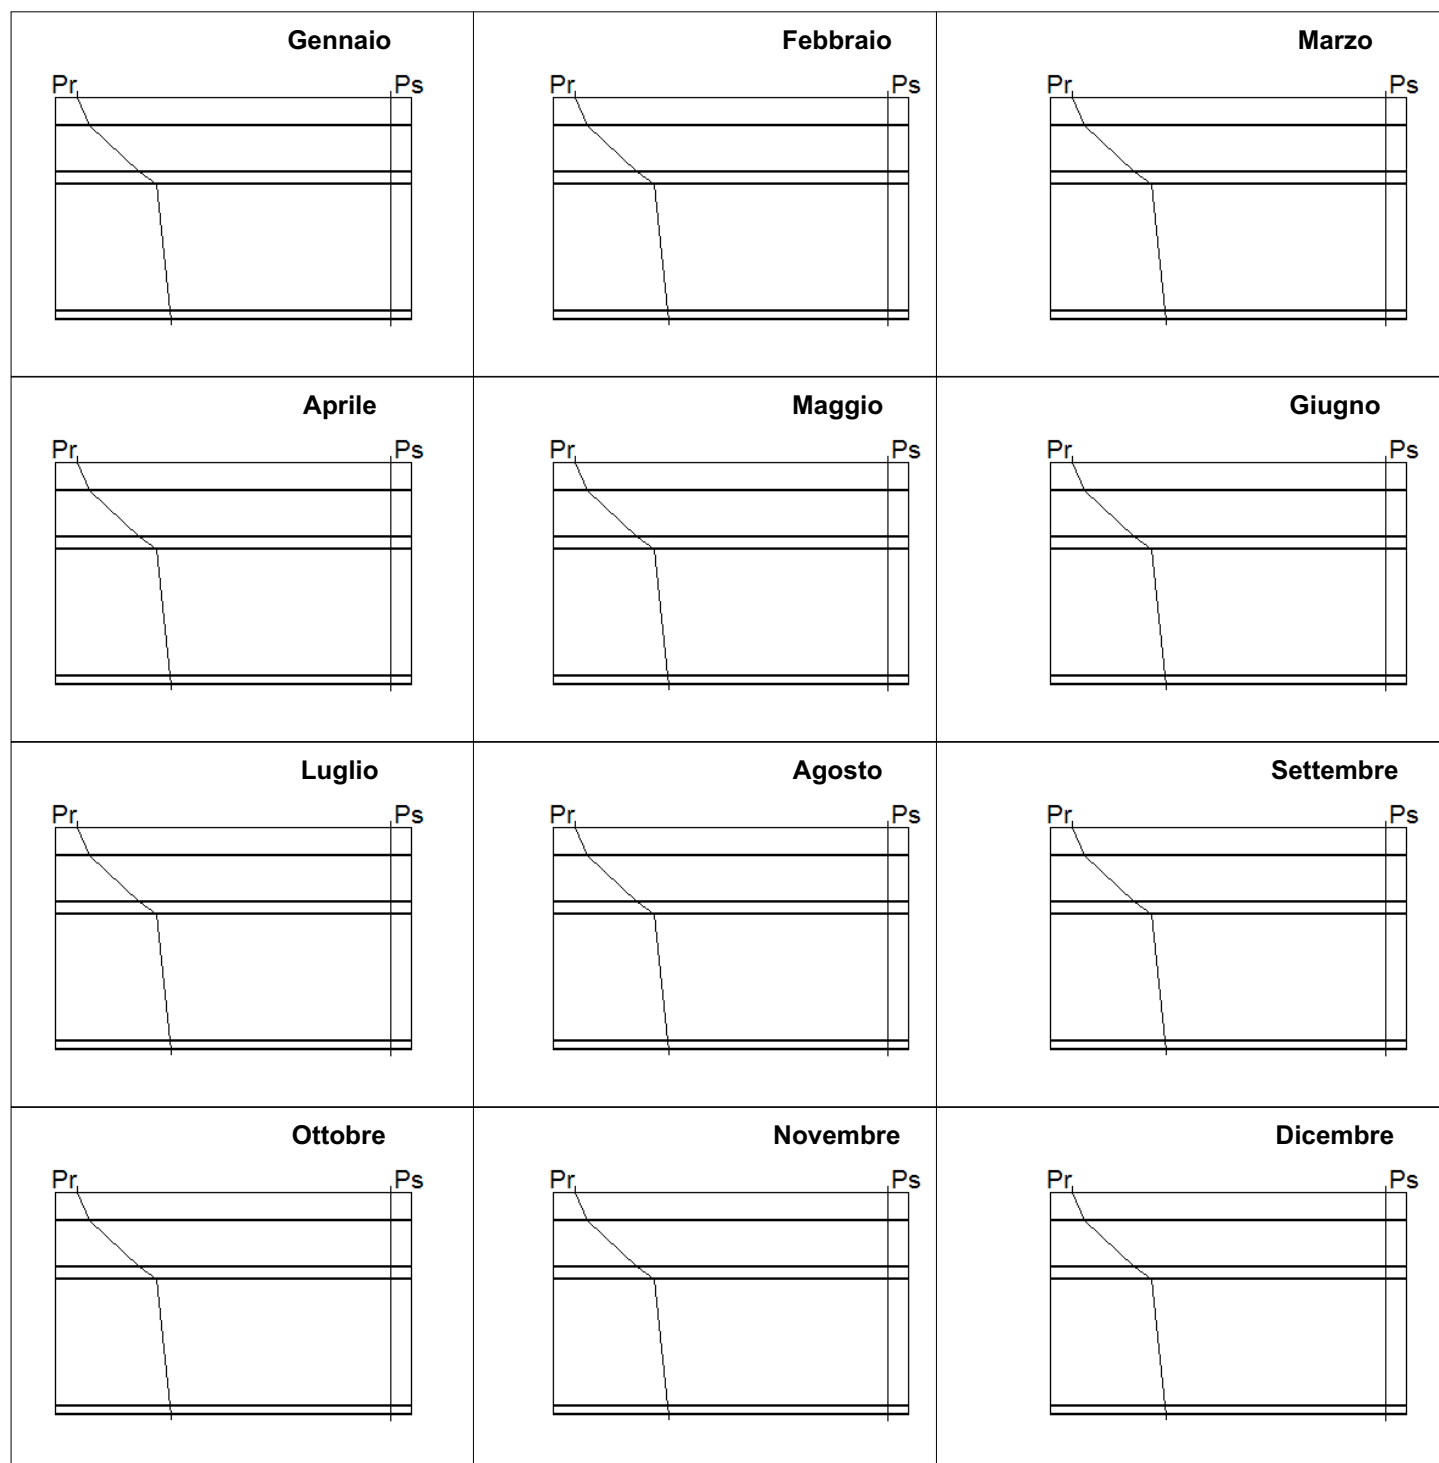 Gennaio Febbraio Marzo
Pr Ps Pr Ps Pr Ps
Aprile Maggio Giugno
Pr Ps Pr Ps Pr Ps
Luglio Agosto Settembre
Pr Ps Pr Ps Pr Ps
Ottobre Novembre Dicembre
Pr Ps Pr Ps Pr Ps